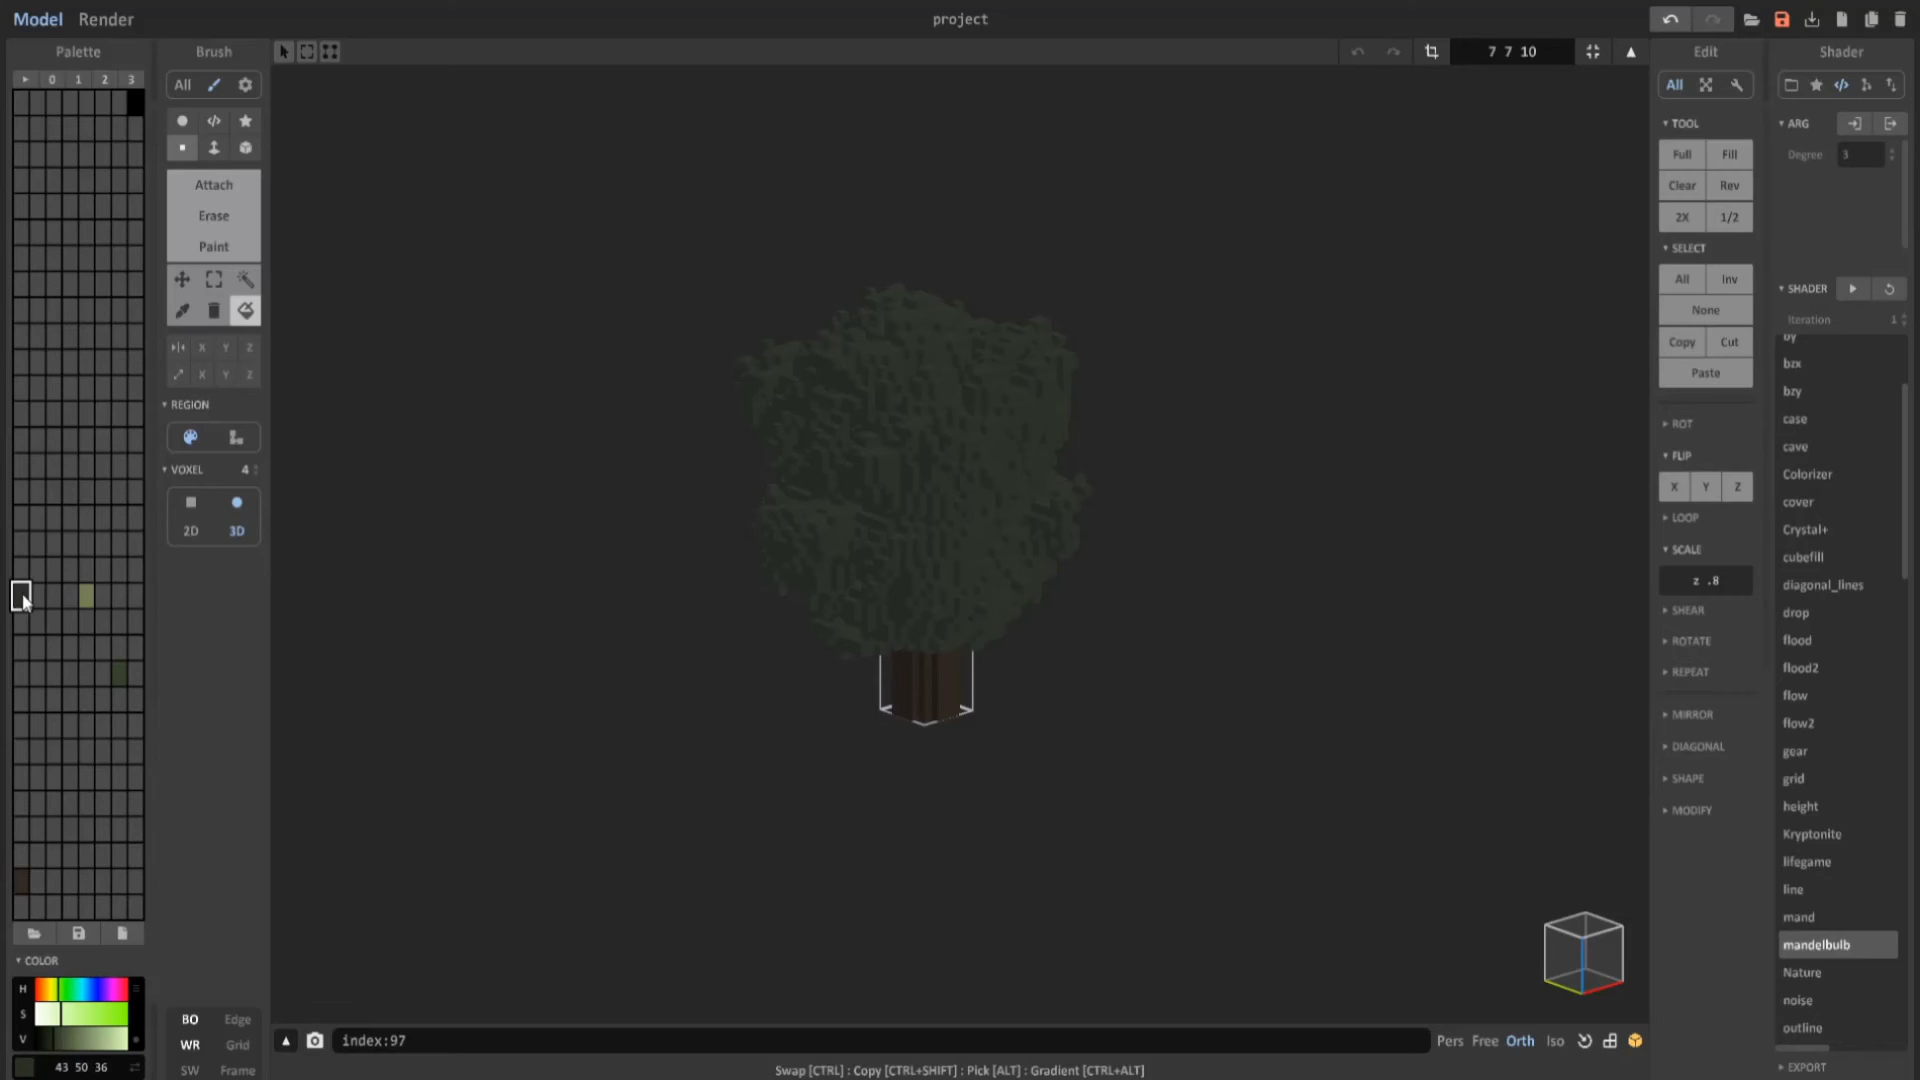 Model Render
project
Palette
0 1 2 3
COLOR
H
S
V
43 50 36
Brush
All
Attach
Erase
Paint
X Y Z
X Y Z
REGION
VOXEL 4
2D 3D
BO Edge
WR Grid
SW Frame
7 7 10
index:97
Pers Free Orth Iso
Swap [CTRL] : Copy [CTRL+SHIFT] : Pick [ALT] : Gradient [CTRL+ALT]
Edit
All
TOOL
Full Fill
Clear Rev
2X 1/2
SELECT
All Inv
None
Copy Cut
Paste
ROT
FLIP
X Y Z
LOOP
SCALE
z .8
SHEAR
ROTATE
REPEAT
MIRROR
DIAGONAL
SHAPE
MODIFY
Shader
ARG
Degree 3
SHADER
Iteration 1
by
bzx
bzy
case
cave
Colorizer
cover
Crystal+
cubefill
diagonal_lines
drop
flood
flood2
flow
flow2
gear
grid
height
Kryptonite
lifegame
line
mand
mandelbulb
Nature
noise
outline
EXPORT